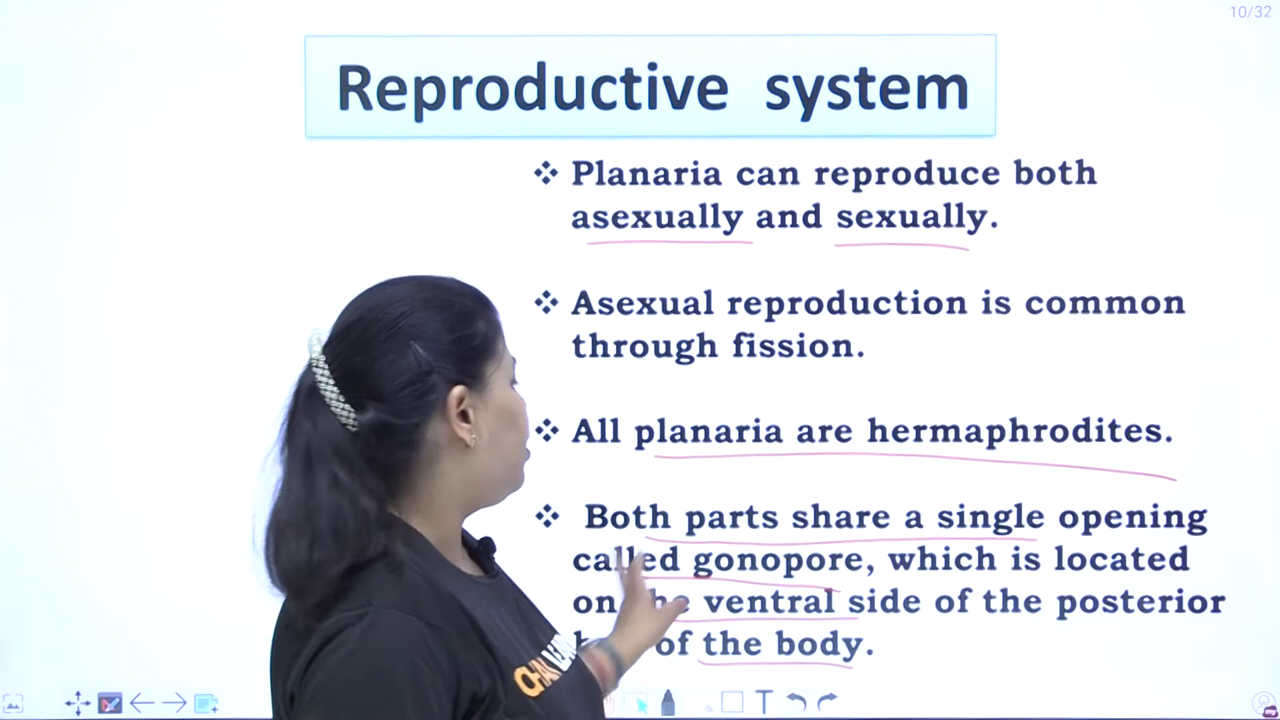 10/32
Reproductive system
❖ Planaria can reproduce both
asexually and sexually.
❖ Asexual reproduction is common
through fission.
❖ All planaria are hermaphrodites.
❖ Both parts share a single opening
called gonopore, which is located
on the ventral side of the posterior
of the body.
T